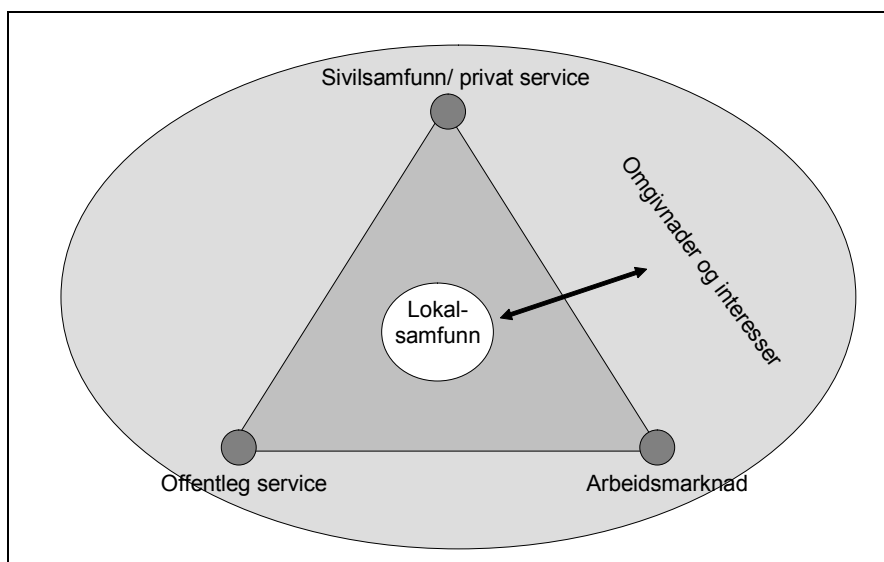 Sivilsamfunn/ privat service
Omgivnader og interesser
Lokal-
samfunn
Offentleg service
Arbeidsmarknad